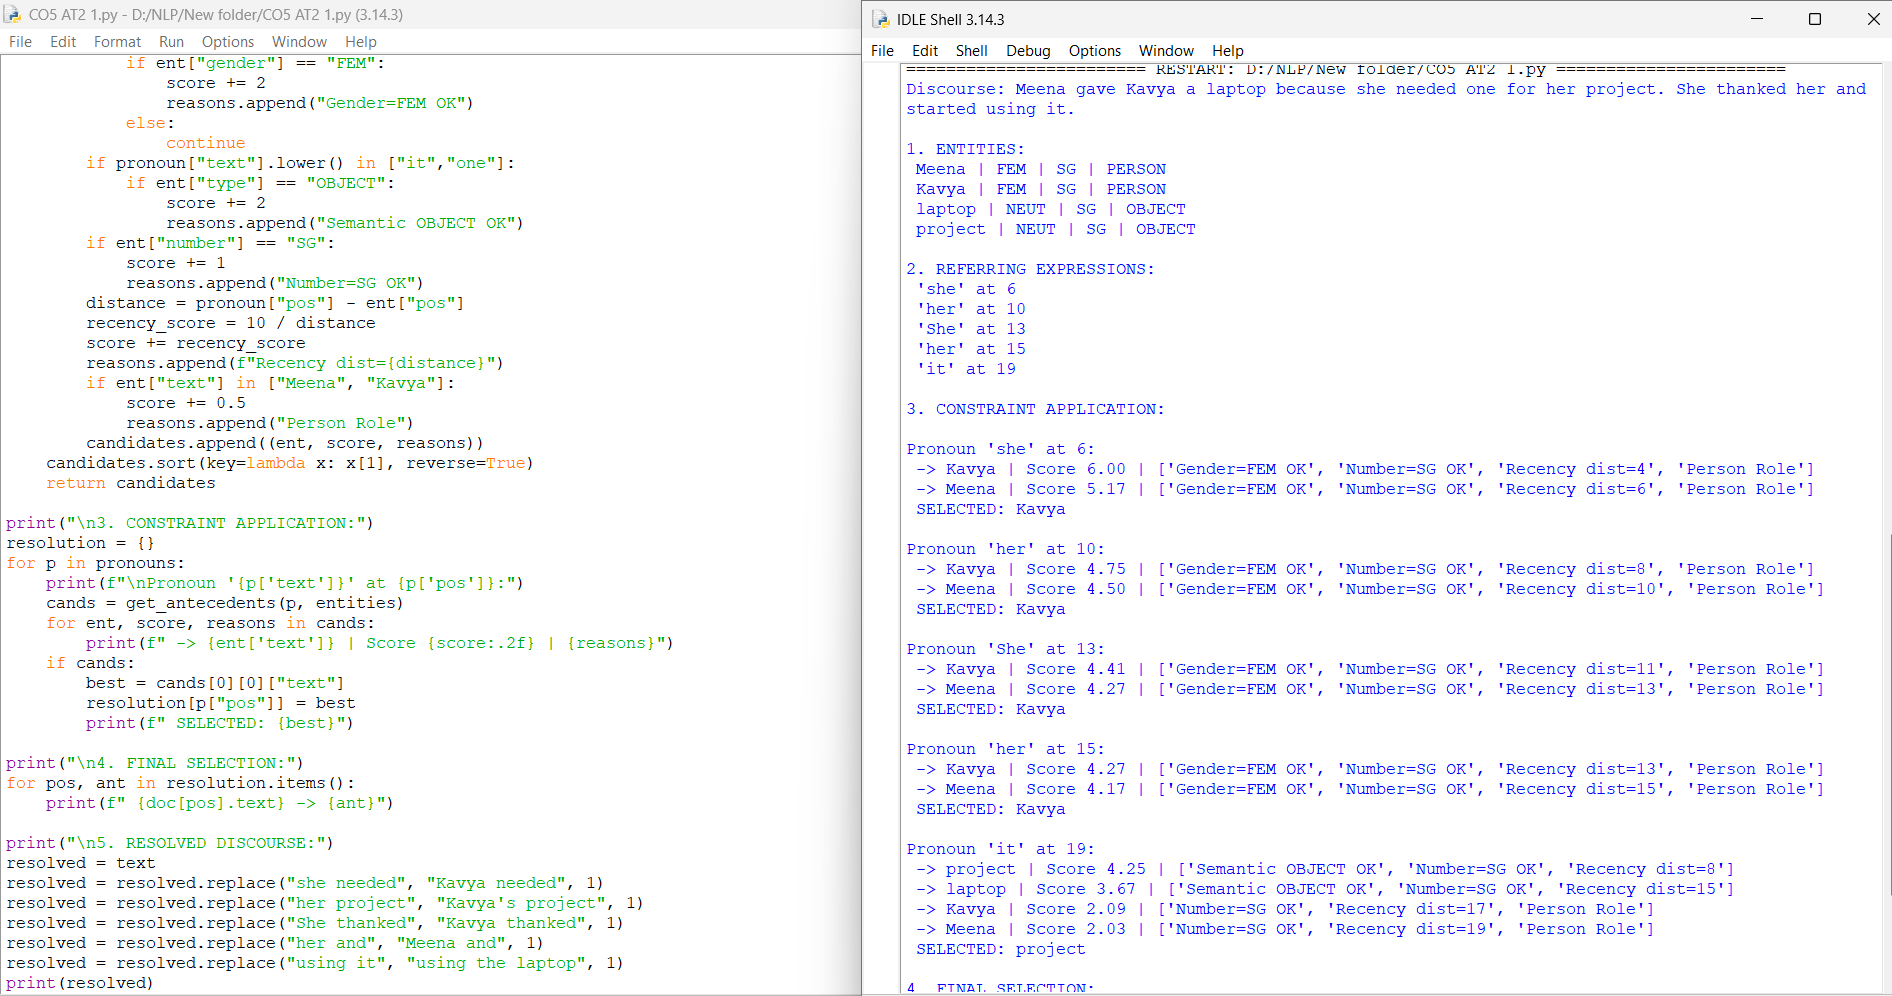 CO5 AT2 1.py - D:/NLP/New folder/CO5 AT2 1.py (3.14.3)
File Edit Format Run Options Window Help
            if ent["gender"] == "FEM":
                score += 2
                reasons.append("Gender=FEM OK")
            else:
                continue
        if pronoun["text"].lower() in ["it","one"]:
            if ent["type"] == "OBJECT":
                score += 2
                reasons.append("Semantic OBJECT OK")
        if ent["number"] == "SG":
            score += 1
            reasons.append("Number=SG OK")
        distance = pronoun["pos"] - ent["pos"]
        recency_score = 10 / distance
        score += recency_score
        reasons.append(f"Recency dist={distance}")
        if ent["text"] in ["Meena", "Kavya"]:
            score += 0.5
            reasons.append("Person Role")
        candidates.append((ent, score, reasons))
    candidates.sort(key=lambda x: x[1], reverse=True)
    return candidates
print("\n3. CONSTRAINT APPLICATION:")
resolution = {}
for p in pronouns:
    print(f"\nPronoun '{p['text']}' at {p['pos']}:")
    cands = get_antecedents(p, entities)
    for ent, score, reasons in cands:
        print(f" -> {ent['text']} | Score {score:.2f} | {reasons}")
    if cands:
        best = cands[0][0]["text"]
        resolution[p["pos"]] = best
        print(f" SELECTED: {best}")
print("\n4. FINAL SELECTION:")
for pos, ant in resolution.items():
    print(f" {doc[pos].text} -> {ant}")
print("\n5. RESOLVED DISCOURSE:")
resolved = text
resolved = resolved.replace("she needed", "Kavya needed", 1)
resolved = resolved.replace("her project", "Kavya's project", 1)
resolved = resolved.replace("She thanked", "Kavya thanked", 1)
resolved = resolved.replace("her and", "Meena and", 1)
resolved = resolved.replace("using it", "using the laptop", 1)
print(resolved)
IDLE Shell 3.14.3
File Edit Shell Debug Options Window Help
======================== RESTART: D:/NLP/New folder/CO5 AT2 1.py =======================
Discourse: Meena gave Kavya a laptop because she needed one for her project. She thanked her and
started using it.
1. ENTITIES:
 Meena | FEM | SG | PERSON
 Kavya | FEM | SG | PERSON
 laptop | NEUT | SG | OBJECT
 project | NEUT | SG | OBJECT
2. REFERRING EXPRESSIONS:
 'she' at 6
 'her' at 10
 'She' at 13
 'her' at 15
 'it' at 19
3. CONSTRAINT APPLICATION:
Pronoun 'she' at 6:
 -> Kavya | Score 6.00 | ['Gender=FEM OK', 'Number=SG OK', 'Recency dist=4', 'Person Role']
 -> Meena | Score 5.17 | ['Gender=FEM OK', 'Number=SG OK', 'Recency dist=6', 'Person Role']
 SELECTED: Kavya
Pronoun 'her' at 10:
 -> Kavya | Score 4.75 | ['Gender=FEM OK', 'Number=SG OK', 'Recency dist=8', 'Person Role']
 -> Meena | Score 4.50 | ['Gender=FEM OK', 'Number=SG OK', 'Recency dist=10', 'Person Role']
 SELECTED: Kavya
Pronoun 'She' at 13:
 -> Kavya | Score 4.41 | ['Gender=FEM OK', 'Number=SG OK', 'Recency dist=11', 'Person Role']
 -> Meena | Score 4.27 | ['Gender=FEM OK', 'Number=SG OK', 'Recency dist=13', 'Person Role']
 SELECTED: Kavya
Pronoun 'her' at 15:
 -> Kavya | Score 4.27 | ['Gender=FEM OK', 'Number=SG OK', 'Recency dist=13', 'Person Role']
 -> Meena | Score 4.17 | ['Gender=FEM OK', 'Number=SG OK', 'Recency dist=15', 'Person Role']
 SELECTED: Kavya
Pronoun 'it' at 19:
 -> project | Score 4.25 | ['Semantic OBJECT OK', 'Number=SG OK', 'Recency dist=8']
 -> laptop | Score 3.67 | ['Semantic OBJECT OK', 'Number=SG OK', 'Recency dist=15']
 -> Kavya | Score 2.09 | ['Number=SG OK', 'Recency dist=17', 'Person Role']
 -> Meena | Score 2.03 | ['Number=SG OK', 'Recency dist=19', 'Person Role']
 SELECTED: project
4. FINAL SELECTION: